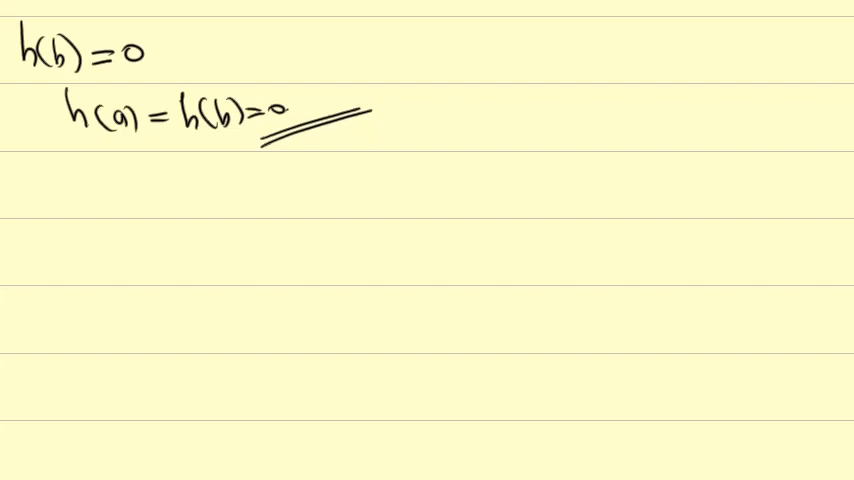 h(b) = 0
h(a) = h(b) = 0